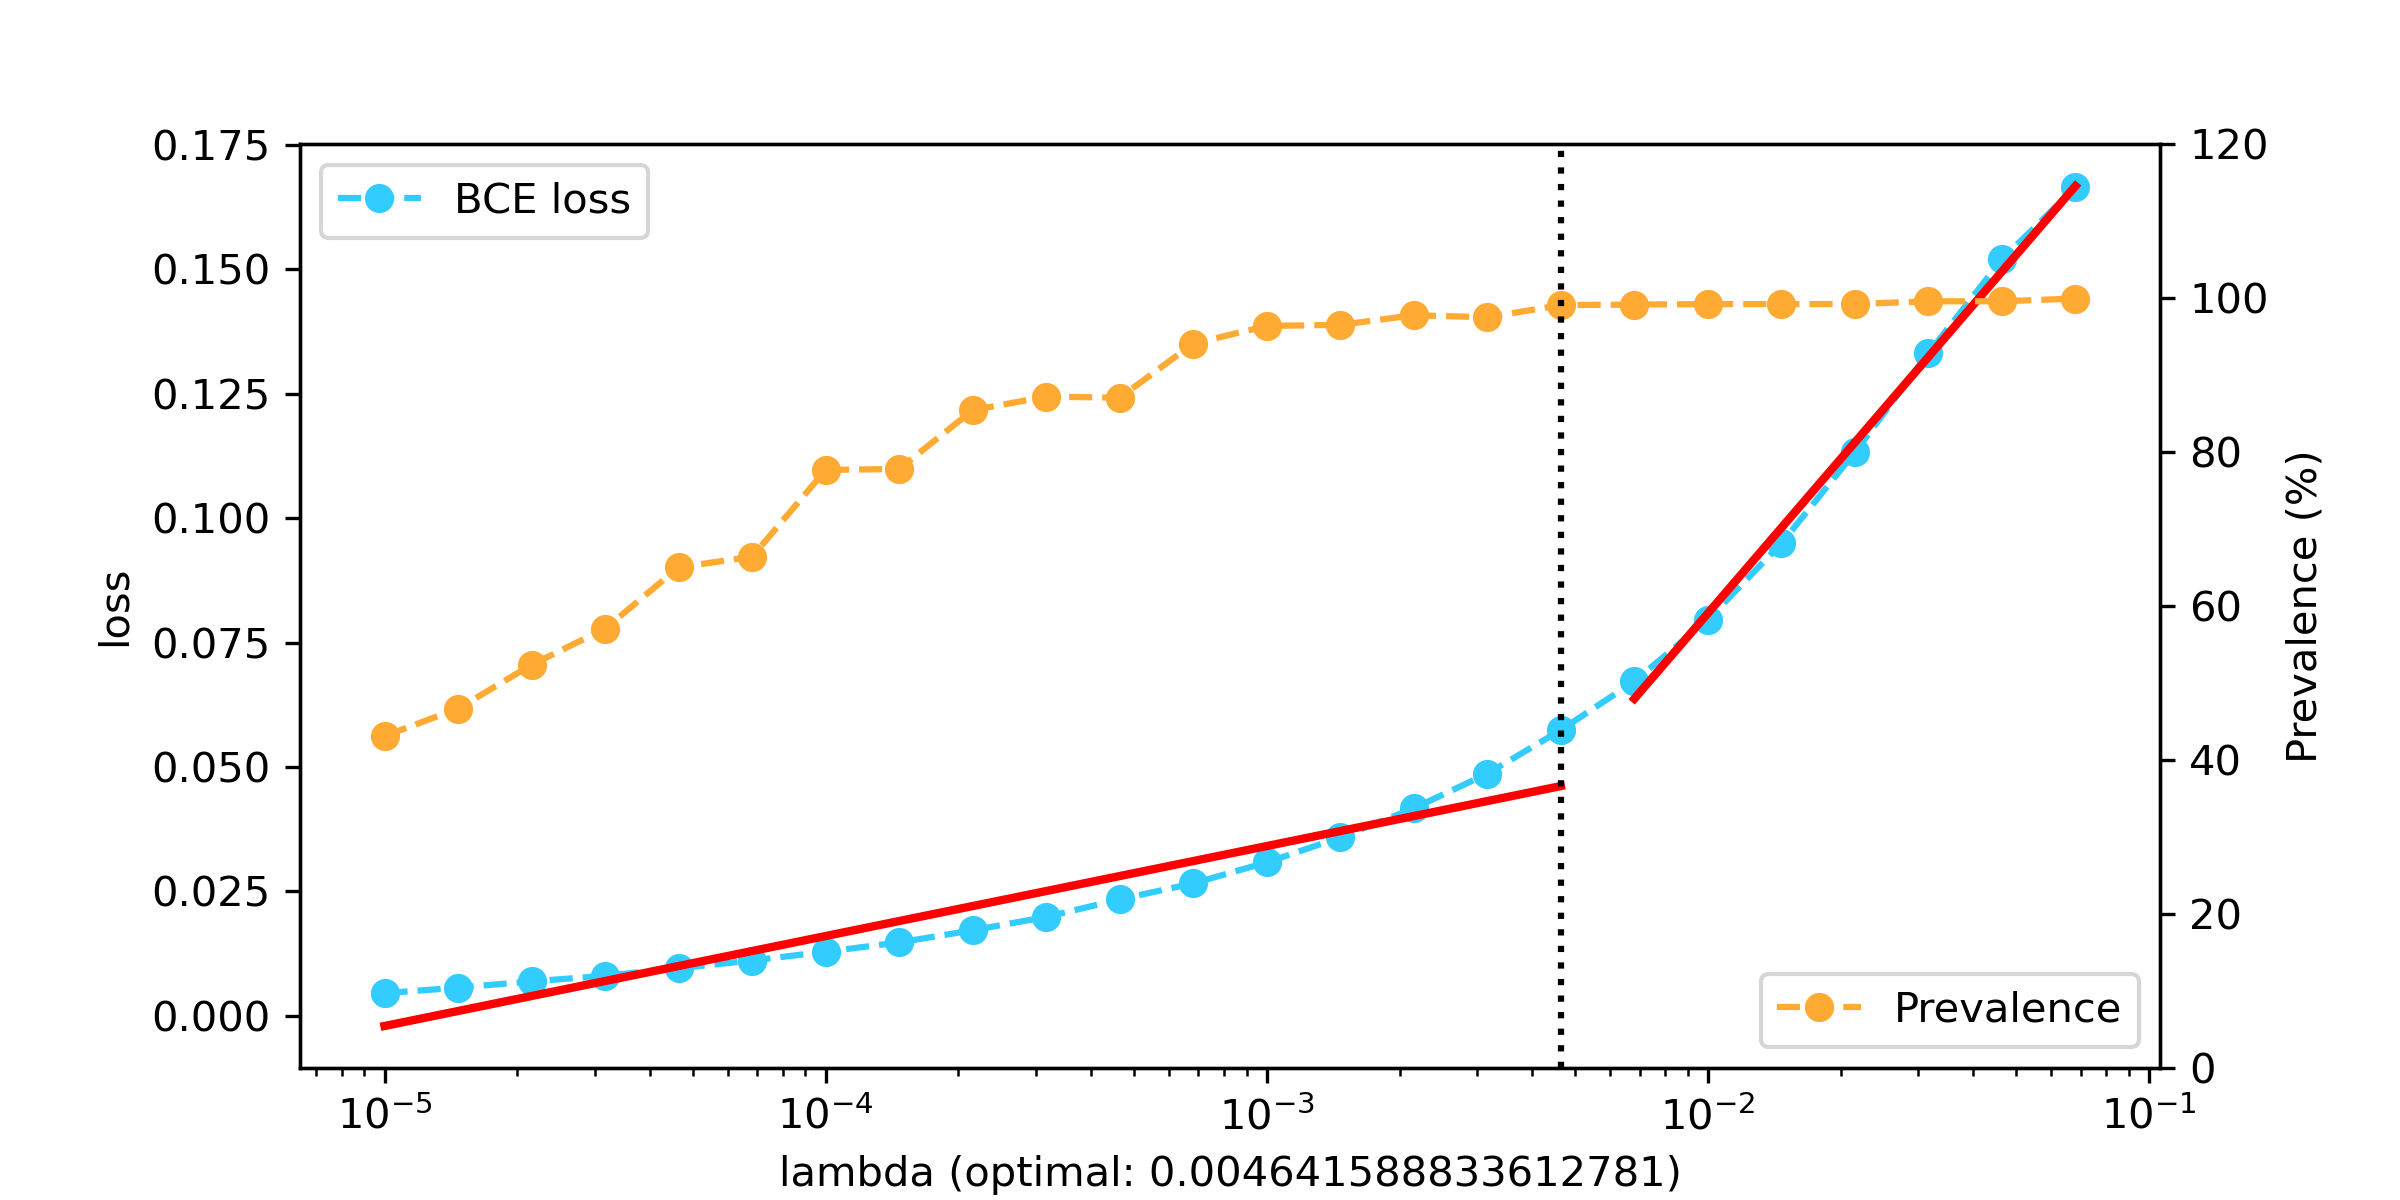 BCE loss
Prevalence
0.175
0.150
0.125
0.100
0.075
0.050
0.025
0.000
loss
120
100
80
60
40
20
0
Prevalence (%)
10⁻⁵ 10⁻⁴ 10⁻³ 10⁻² 10⁻¹
lambda (optimal: 0.004641588833612781)